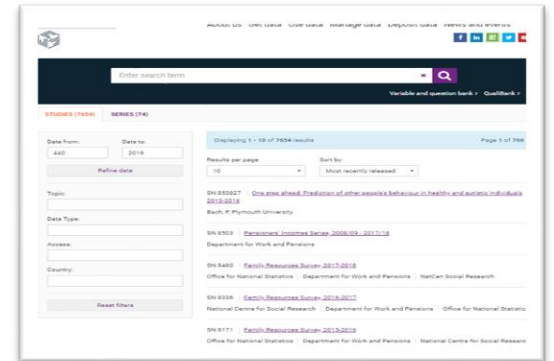 About us Get data Use data Manage data Deposit data News and events
Enter search term
Variable and question bank > QualiBank >
STUDIES (7654) SERIES (74)
Date from: Date to:
440 2019
Refine date
Topic:
Data Type:
Access:
Country:
Reset filters
Displaying 1 - 10 of 7654 results Page 1 of 766
Results per page: Sort by:
10 Most recently released
SN 853627 One step ahead: Prediction of other people's behaviour in healthy and autistic individuals
2013-2016
Bach, P, Plymouth University
SN 8503 Pensioners' Incomes Series, 2008/09 - 2017/18
Department for Work and Pensions
SN 8460 Family Resources Survey, 2017-2018
Office for National Statistics Department for Work and Pensions NatCen Social Research
SN 8336 Family Resources Survey, 2016-2017
National Centre for Social Research Department for Work and Pensions Office for National Statistic
SN 8171 Family Resources Survey, 2015-2016
Office for National Statistics Department for Work and Pensions National Centre for Social Researc